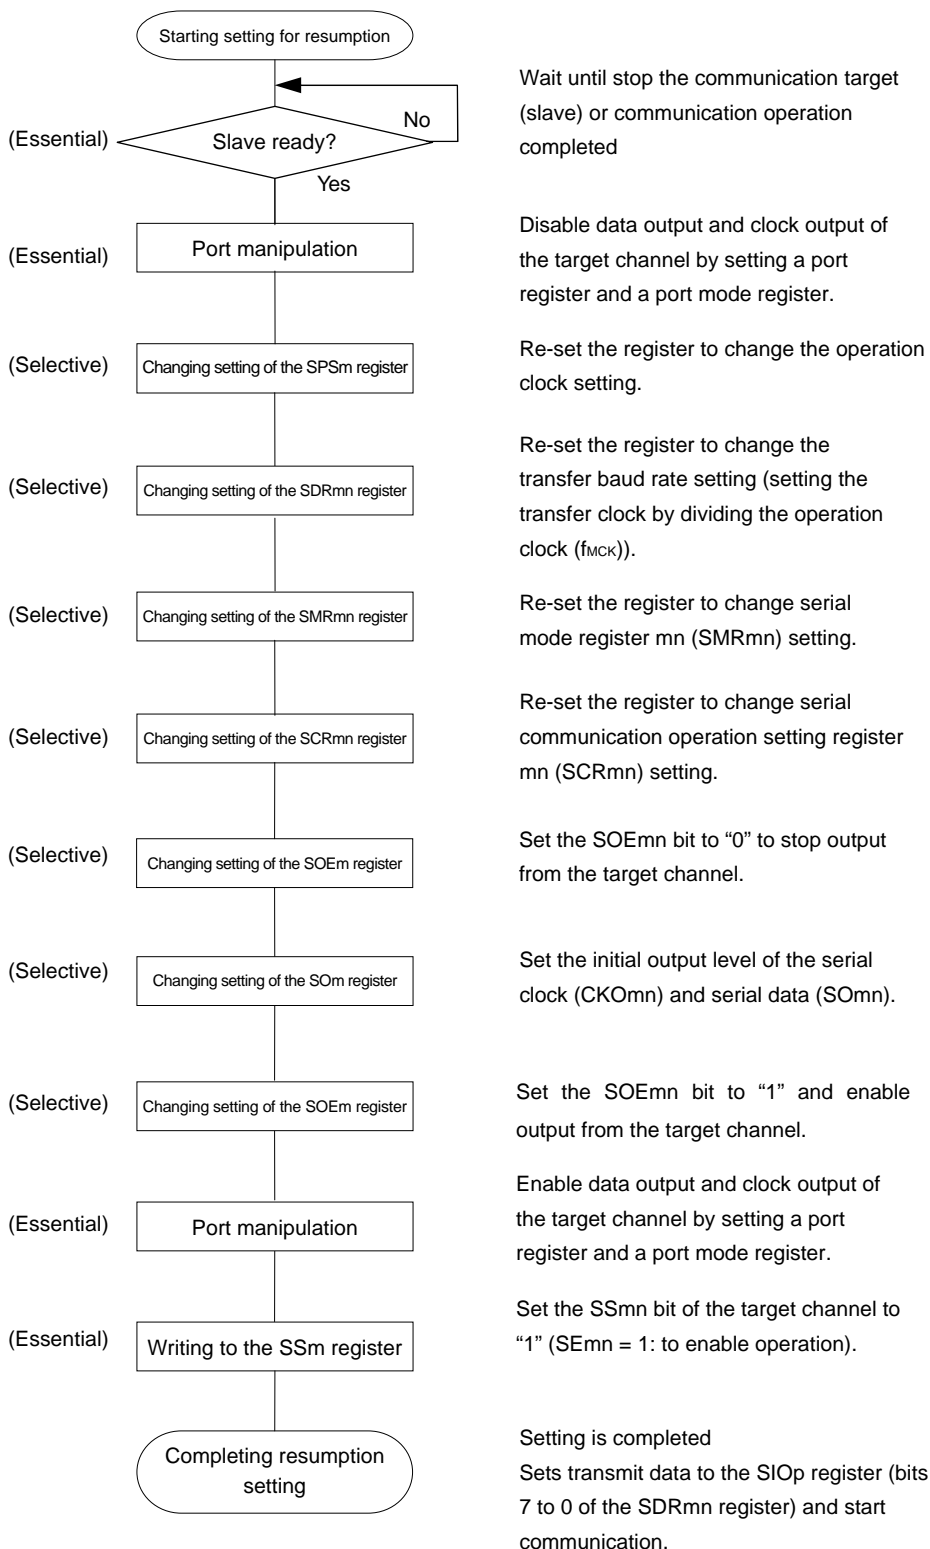 Starting setting for resumption
Wait until stop the communication target
(slave) or communication operation
completed
(Essential)
Slave ready?
No
Yes
(Essential)
Port manipulation
Disable data output and clock output of
the target channel by setting a port
register and a port mode register.
(Selective)
Changing setting of the SPSm register
Re-set the register to change the operation
clock setting.
(Selective)
Changing setting of the SDRmn register
Re-set the register to change the
transfer baud rate setting (setting the
transfer clock by dividing the operation
clock (fMCK)).
(Selective)
Changing setting of the SMRmn register
Re-set the register to change serial
mode register mn (SMRmn) setting.
(Selective)
Changing setting of the SCRmn register
Re-set the register to change serial
communication operation setting register
mn (SCRmn) setting.
(Selective)
Changing setting of the SOEm register
Set the SOEmn bit to “0” to stop output
from the target channel.
(Selective)
Changing setting of the SOm register
Set the initial output level of the serial
clock (CKOmn) and serial data (SOmn).
(Selective)
Changing setting of the SOEm register
Set the SOEmn bit to “1” and enable
output from the target channel.
(Essential)
Port manipulation
Enable data output and clock output of
the target channel by setting a port
register and a port mode register.
(Essential)
Writing to the SSm register
Set the SSmn bit of the target channel to
“1” (SEmn = 1: to enable operation).
Completing resumption
setting
Setting is completed
Sets transmit data to the SIOp register (bits
7 to 0 of the SDRmn register) and start
communication.